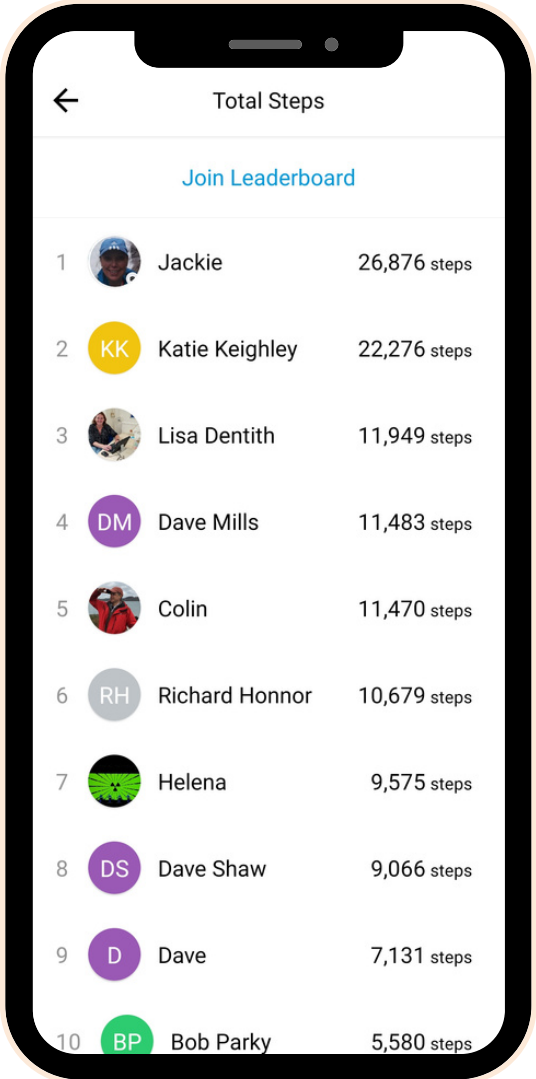 Total Steps
Join Leaderboard
1 Jackie 26,876 steps
2 KK Katie Keighley 22,276 steps
3 Lisa Dentith 11,949 steps
4 DM Dave Mills 11,483 steps
5 Colin 11,470 steps
6 RH Richard Honnor 10,679 steps
7 Helena 9,575 steps
8 DS Dave Shaw 9,066 steps
9 D Dave 7,131 steps
10 BP Bob Parky 5,580 steps